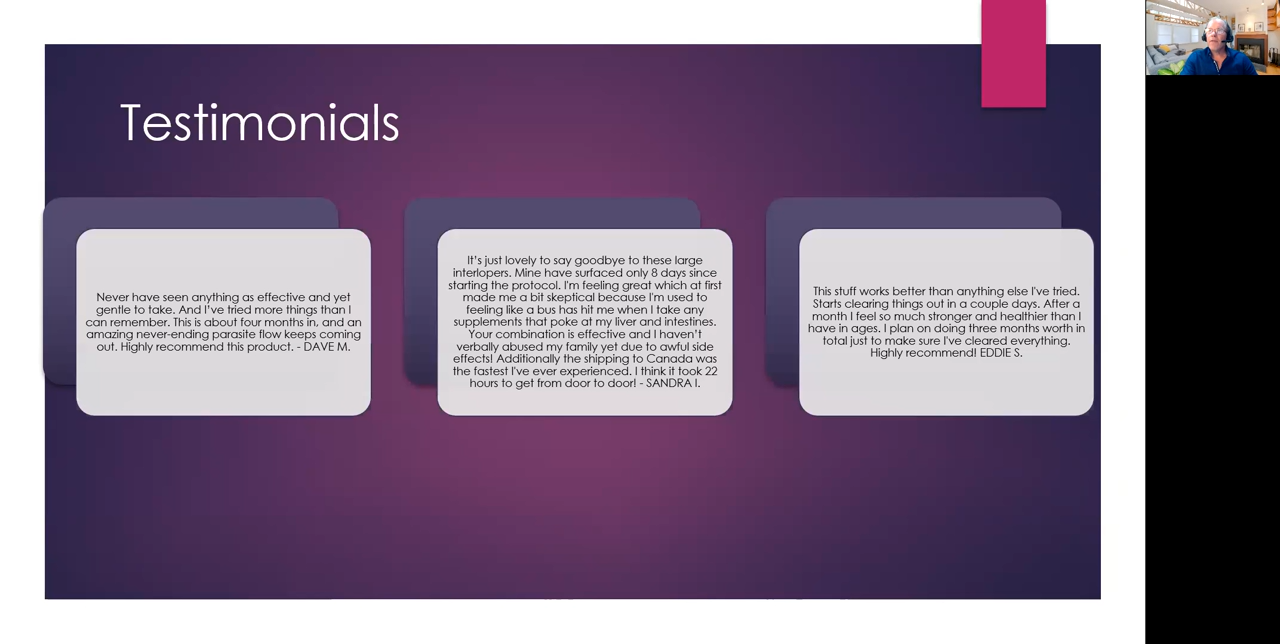 Testimonials
Never have seen anything as effective and yet
gentle to take. And I've tried more things than I
can remember. This is about four months in, and an
amazing never-ending parasite flow keeps coming
out. Highly recommend this product. - DAVE M.
It's just lovely to say goodbye to these large
interlopers. Mine have surfaced only 8 days since
starting the protocol. I'm feeling great which at first
made me a bit skeptical because I'm used to
feeling like a bus has hit me when I take any
supplements that poke at my liver and intestines.
Your combination is effective and I haven't
verbally abused my family yet due to awful side
effects! Additionally the shipping to Canada was
the fastest I've ever experienced. I think it took 22
hours to get from door to door! - SANDRA I.
This stuff works better than anything else I've tried.
Starts clearing things out in a couple days. After a
month I feel so much stronger and healthier than I
have in ages. I plan on doing three months worth in
total just to make sure I've cleared everything.
Highly recommend! EDDIE S.